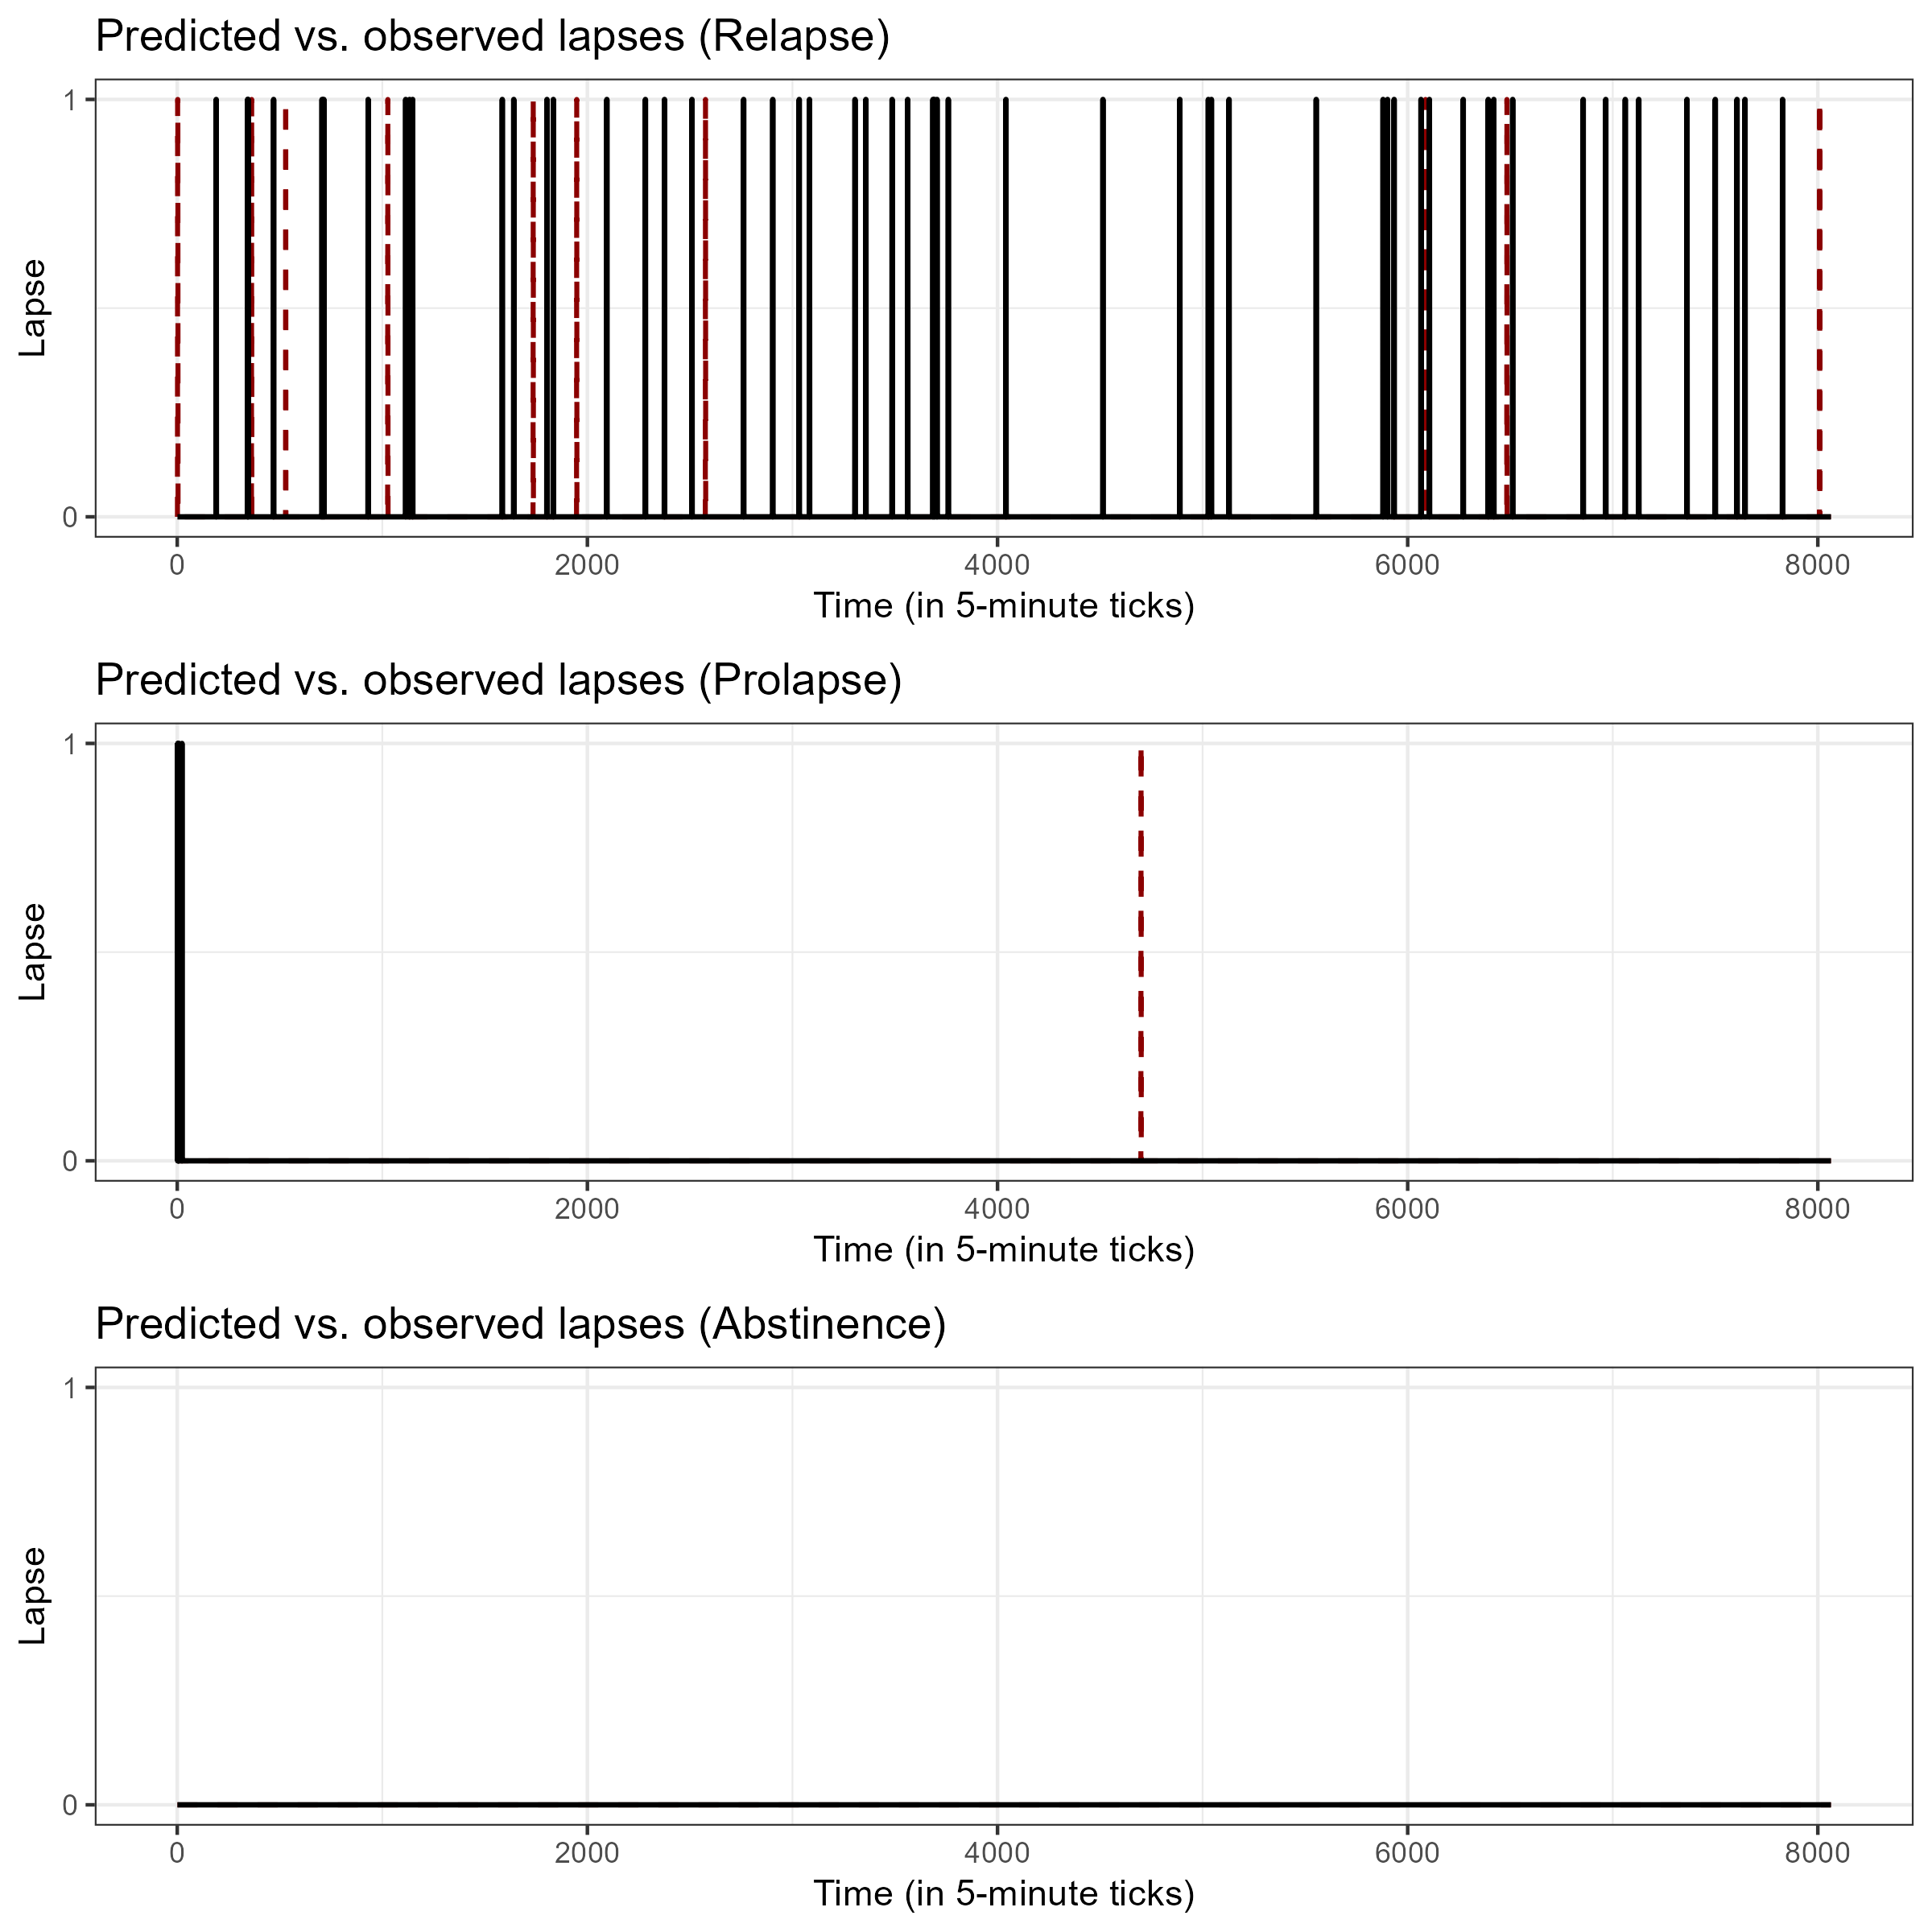 Predicted vs. observed lapses (Relapse)
1
Lapse
0
0 2000 4000 6000 8000
Time (in 5-minute ticks)
Predicted vs. observed lapses (Prolapse)
1
Lapse
0
0 2000 4000 6000 8000
Time (in 5-minute ticks)
Predicted vs. observed lapses (Abstinence)
1
Lapse
0
0 2000 4000 6000 8000
Time (in 5-minute ticks)